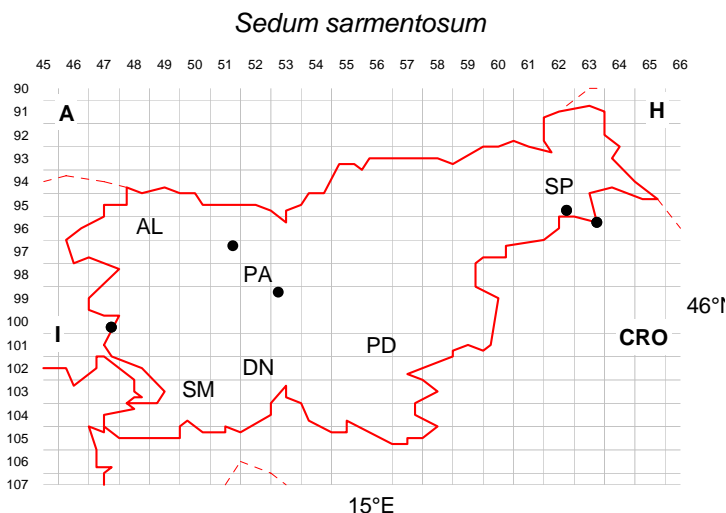 Sedum sarmentosum
45 46 47 48 49 50 51 52 53 54 55 56 57 58 59 60 61 62 63 64 65 66
90
91
A H
92
93
94
SP
95
96
AL
97
98
PA
99
46°N
100
I CRO
101
PD
102
DN
103
SM
104
105
106
107
15°E